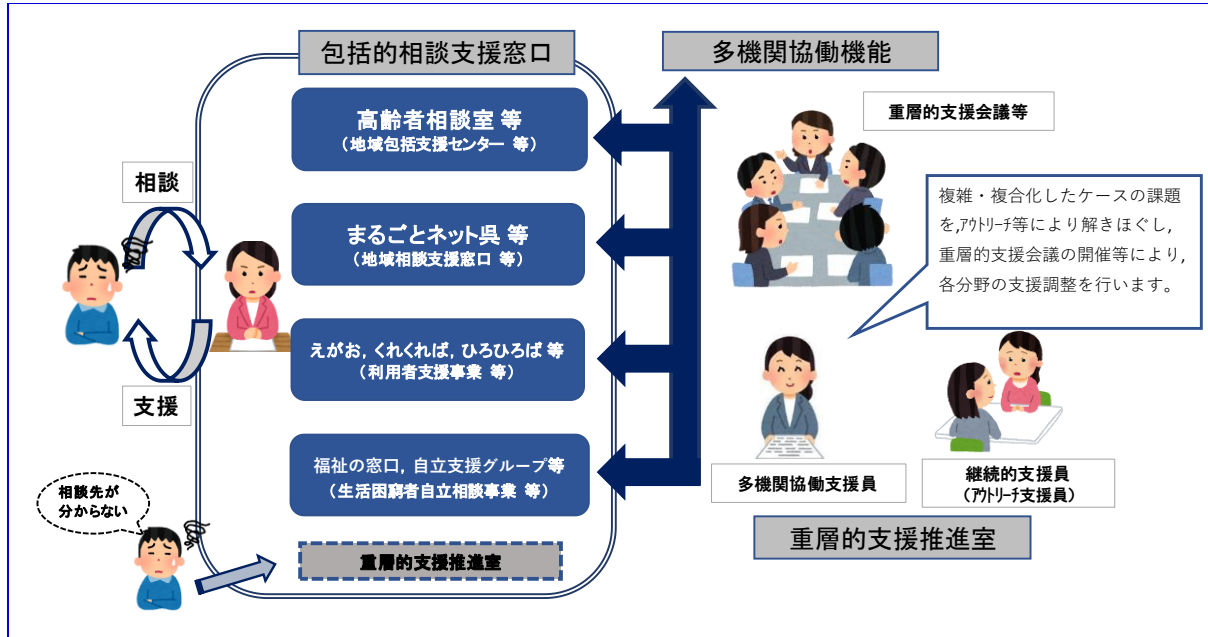 包括的相談支援窓口
高齢者相談室 等
（地域包括支援センター 等）
まるごとネット呉 等
（地域相談支援窓口 等）
えがお, くれくれば, ひろひろば 等
（利用者支援事業 等）
福祉の窓口, 自立支援グループ等
（生活困窮者自立相談事業 等）
重層的支援推進室
相談
支援
相談先が
分からない
多機関協働機能
重層的支援会議等
複雑・複合化したケースの課題
を,ｱｳﾄﾘｰﾁ等により解きほぐし,
重層的支援会議の開催等により,
各分野の支援調整を行います。
多機関協働支援員
継続的支援員
（ｱｳﾄﾘｰﾁ支援員）
重層的支援推進室